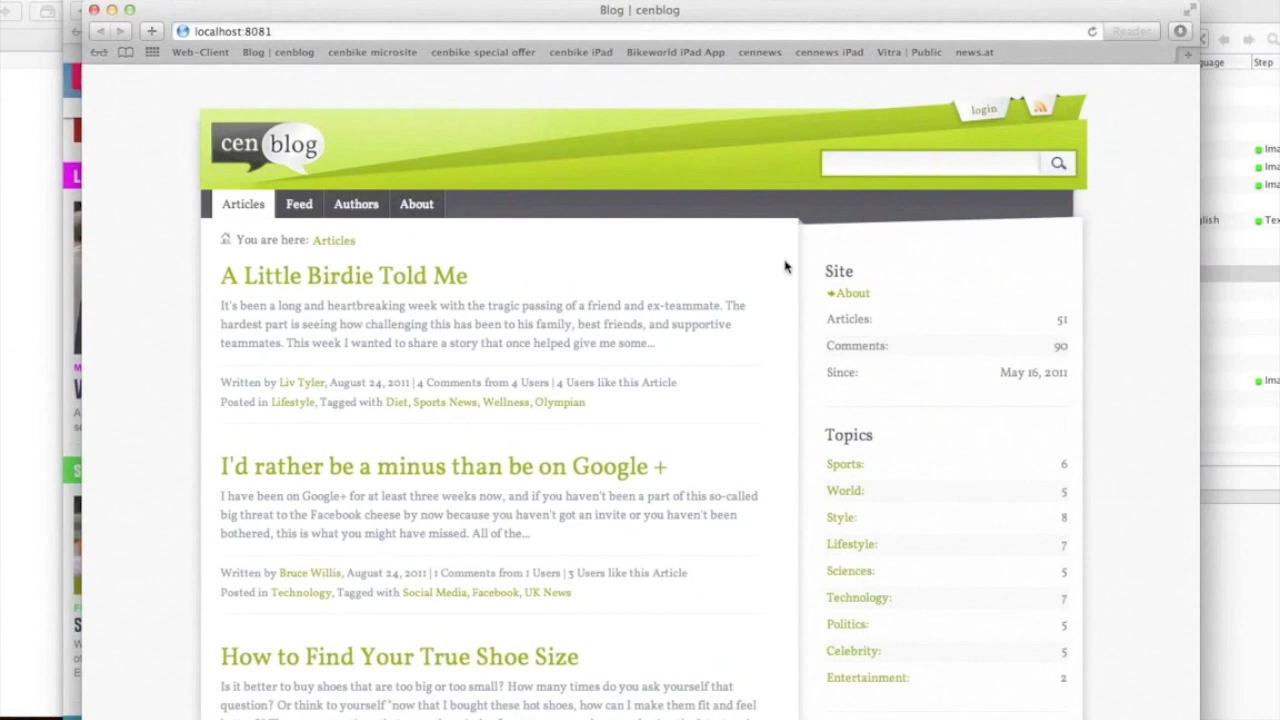 Blog | cenblog
localhost:8081
Reader
Web-Client Blog | cenblog cenbike microsite cenbike special offer cenbike iPad Bikeworld iPad App cennews cennews iPad Vitra | Public news.at
login
cen blog
Articles Feed Authors About
You are here: Articles
A Little Birdie Told Me
It's been a long and heartbreaking week with the tragic passing of a friend and ex-teammate. The
hardest part is seeing how challenging this has been to his family, best friends, and supportive
teammates. This week I wanted to share a story that once helped give me some...
Written by Liv Tyler, August 24, 2011 | 4 Comments from 4 Users | 4 Users like this Article
Posted in Lifestyle, Tagged with Diet, Sports News, Wellness, Olympian
I'd rather be a minus than be on Google +
I have been on Google+ for at least three weeks now, and if you haven't been a part of this so-called
big threat to the Facebook cheese by now because you haven't got an invite or you haven't been
bothered, this is what you might have missed. All of the...
Written by Bruce Willis, August 24, 2011 | 1 Comments from 1 Users | 3 Users like this Article
Posted in Technology, Tagged with Social Media, Facebook, UK News
How to Find Your True Shoe Size
Is it better to buy shoes that are too big or too small? How many times do you ask yourself that
question? Or think to yourself "now that I bought these hot shoes, how can I make them fit and feel
Site
About
Articles: 51
Comments: 90
Since: May 16, 2011
Topics
Sports: 6
World: 5
Style: 8
Lifestyle: 7
Sciences: 5
Technology: 7
Politics: 5
Celebrity: 5
Entertainment: 2
guage Step
Ima
Ima
Ima
lish Tex
Ima